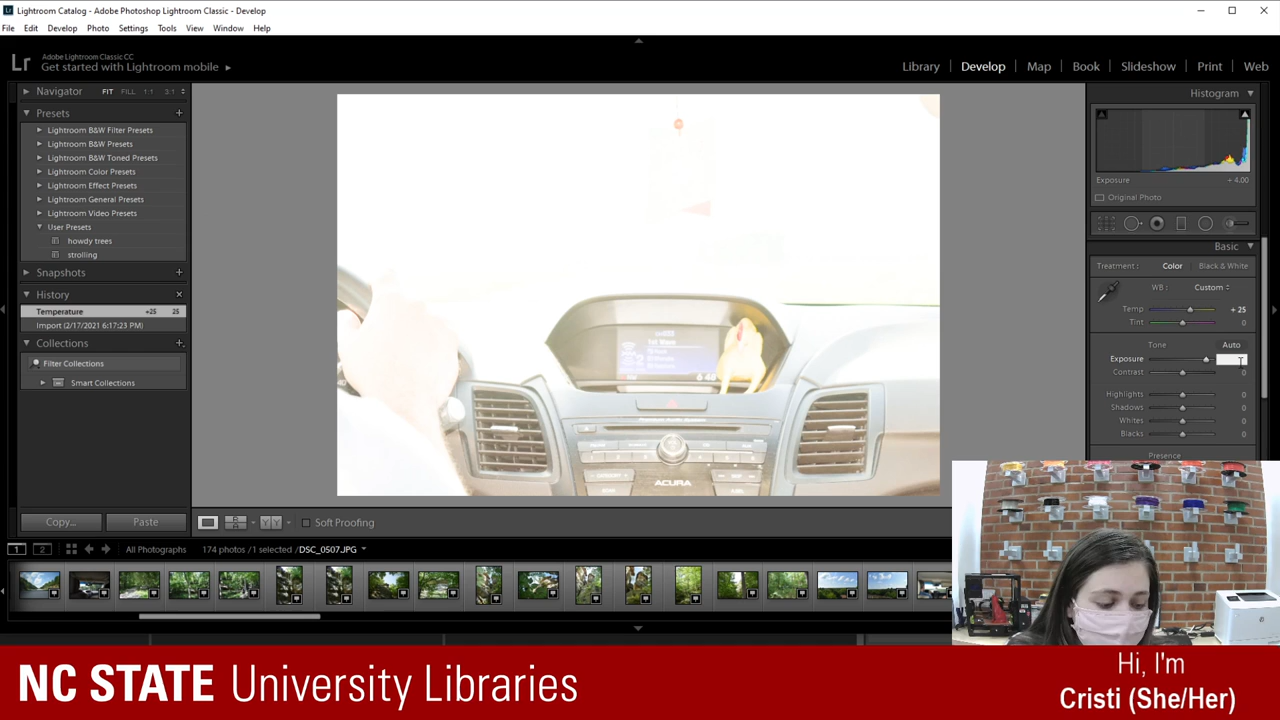 Lightroom Catalog - Adobe Photoshop Lightroom Classic - Develop
File Edit Develop Photo Settings Tools View Window Help
Lr
Adobe Lightroom Classic CC
Get started with Lightroom mobile
Library Develop Map Book Slideshow Print Web
Navigator FIT FILL 1:1 3:1
Presets
Lightroom B&W Filter Presets
Lightroom B&W Presets
Lightroom B&W Toned Presets
Lightroom Color Presets
Lightroom Effect Presets
Lightroom General Presets
Lightroom Video Presets
User Presets
howdy trees
strolling
Snapshots
History
Temperature +25 25
Import (2/17/2021 6:17:23 PM)
Collections
Filter Collections
Smart Collections
Copy... Paste
ACURA
Histogram
Exposure + 4.00
Original Photo
Basic
Treatment : Color Black & White
WB : Custom
Temp + 25
Tint 0
Tone Auto
Exposure
Contrast 0
Highlights 0
Shadows 0
Whites 0
Blacks 0
Presence
Soft Proofing
1 2 All Photographs 174 photos / 1 selected / DSC_0507.JPG
NC STATE University Libraries
Hi, I'm
Cristi (She/Her)